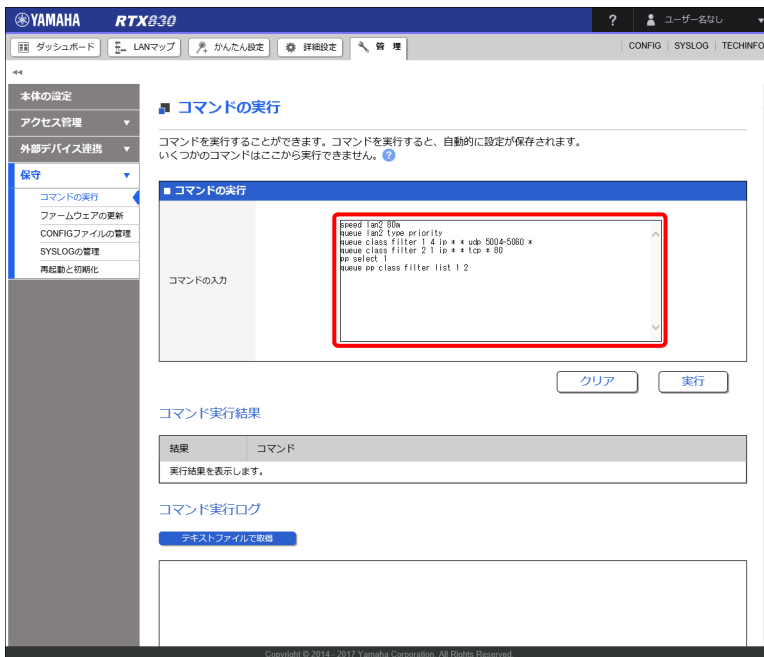 YAMAHA RTX830 ? ユーザーなし
ダッシュボード LANマップ かんたん設定 詳細設定 管理 CONFIG SYSLOG TECHINFO
本体の設定
アクセス管理
外部デバイス連携
保守
コマンドの実行
ファームウェアの更新
CONFIGファイルの管理
SYSLOGの管理
再起動と初期化
コマンドの実行
コマンドを実行することができます。コマンドを実行すると、自動的に設定が保存されます。
いくつかのコマンドはここから実行できません。?
■ コマンドの実行
コマンドの入力
speed lan2 80m
queue lan2 type priority
queue class filter 1 4 ip * * udp 5004-5060 *
queue class filter 2 1 ip * * tcp * 80
pp select 1
queue pp class filter list 1 2
クリア 実行
コマンド実行結果
結果 コマンド
実行結果を表示します。
コマンド実行ログ
テキストファイルで取得
Copyright © 2014 - 2017 Yamaha Corporation. All Rights Reserved.